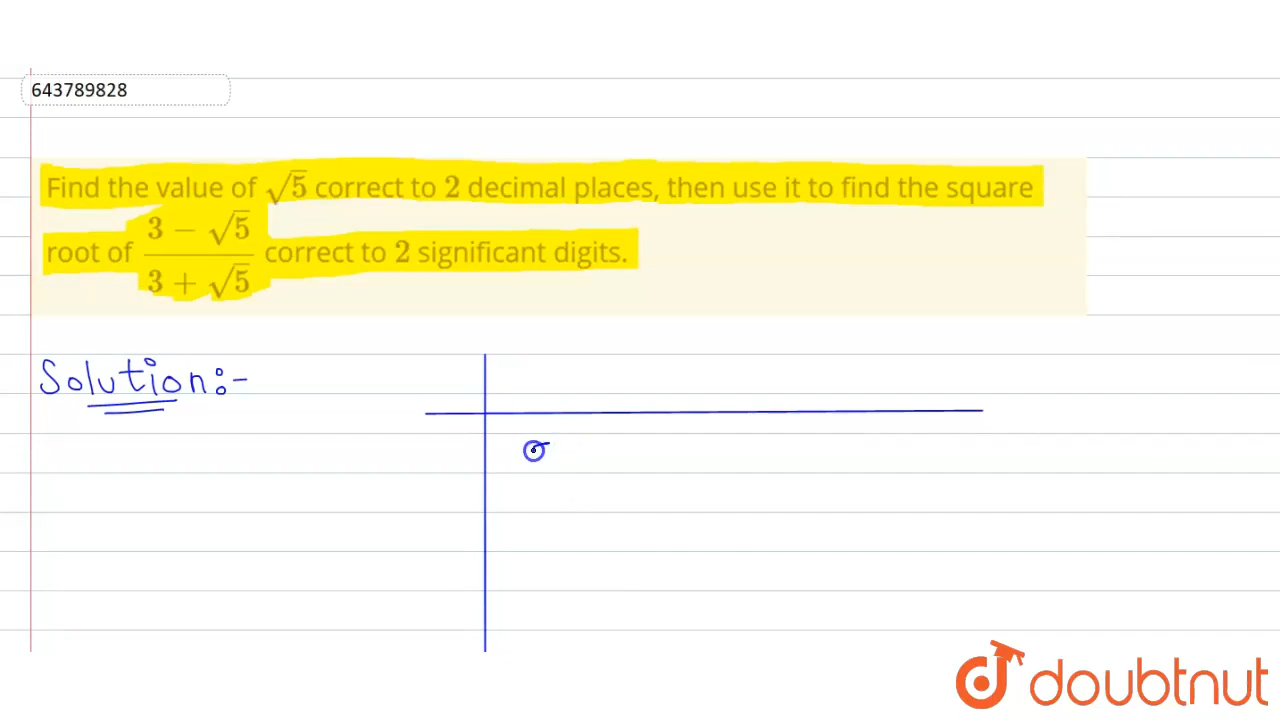 643789828
Find the value of √5 correct to 2 decimal places, then use it to find the square
root of (3 − √5)/(3 + √5) correct to 2 significant digits.
Solution:-
doubtnut